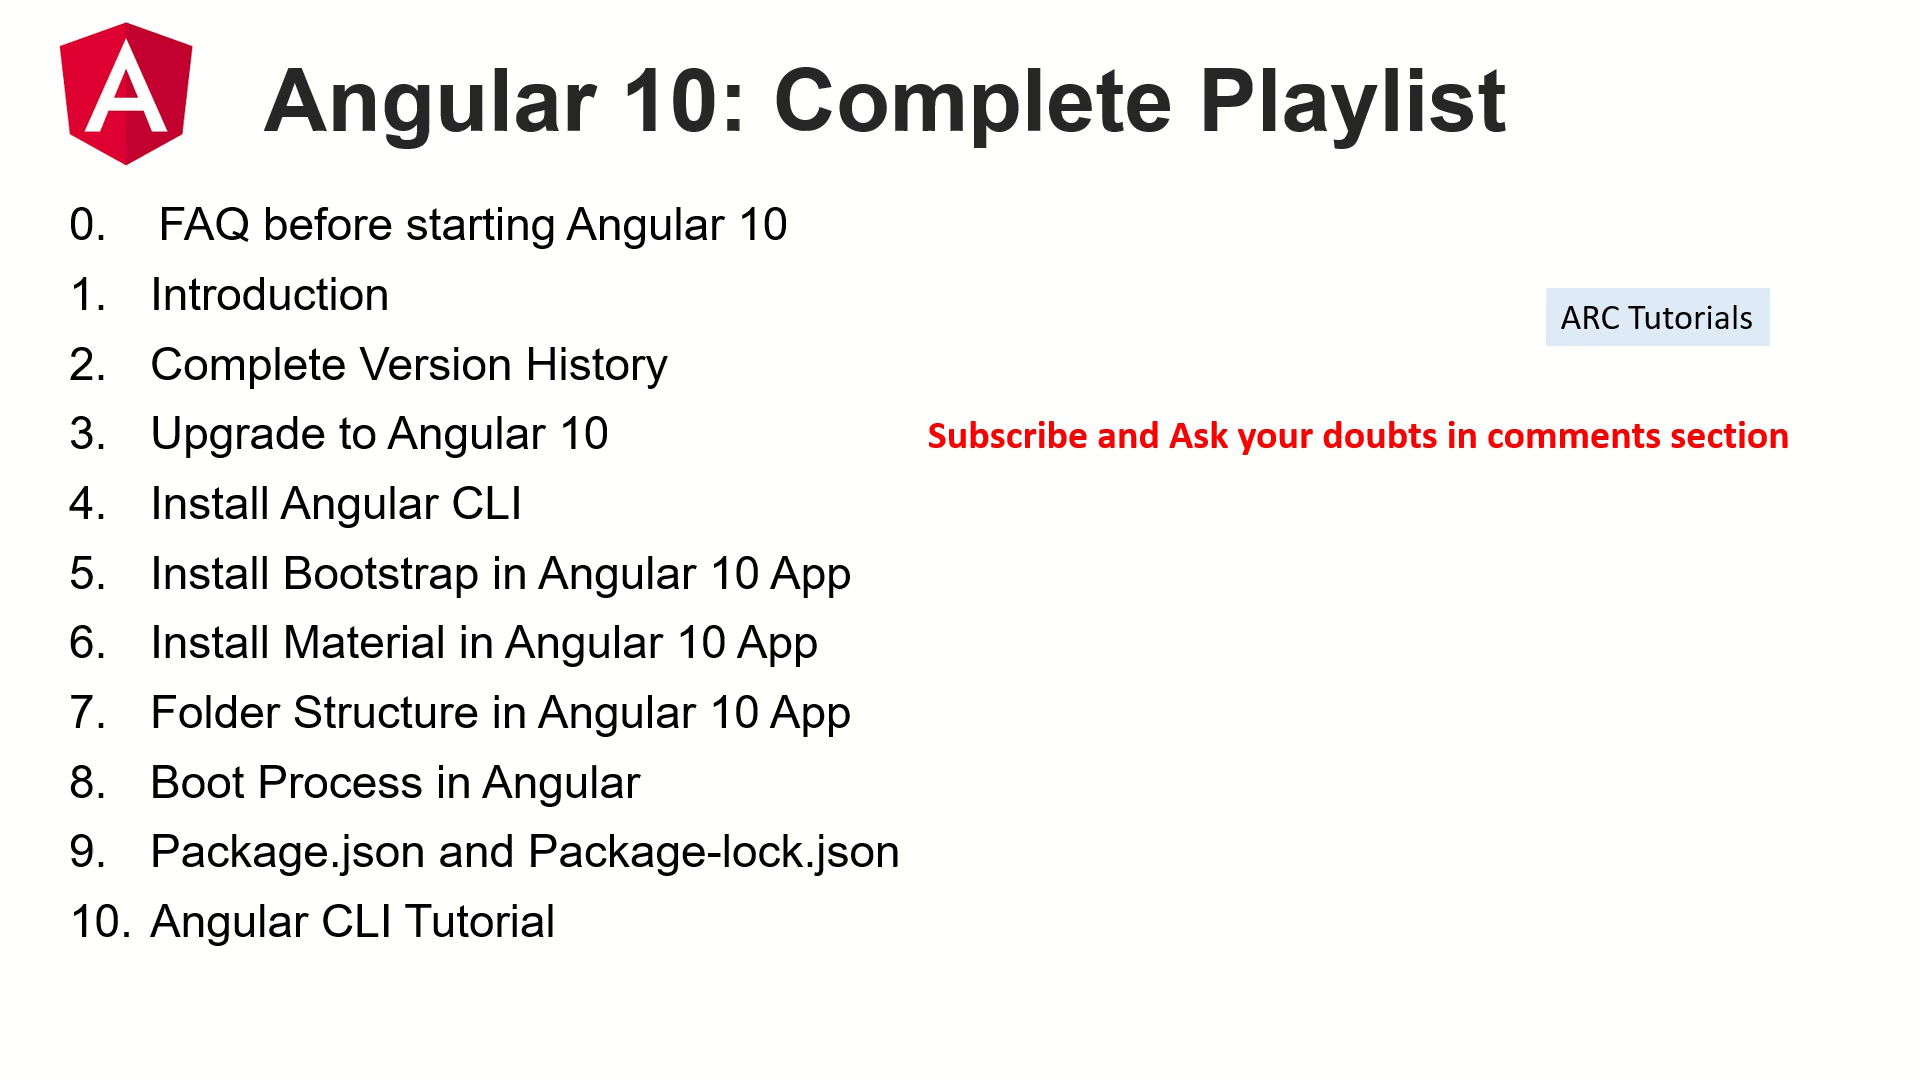 Angular 10: Complete Playlist
0. FAQ before starting Angular 10
1. Introduction
2. Complete Version History
3. Upgrade to Angular 10
4. Install Angular CLI
5. Install Bootstrap in Angular 10 App
6. Install Material in Angular 10 App
7. Folder Structure in Angular 10 App
8. Boot Process in Angular
9. Package.json and Package-lock.json
10. Angular CLI Tutorial
ARC Tutorials
Subscribe and Ask your doubts in comments section